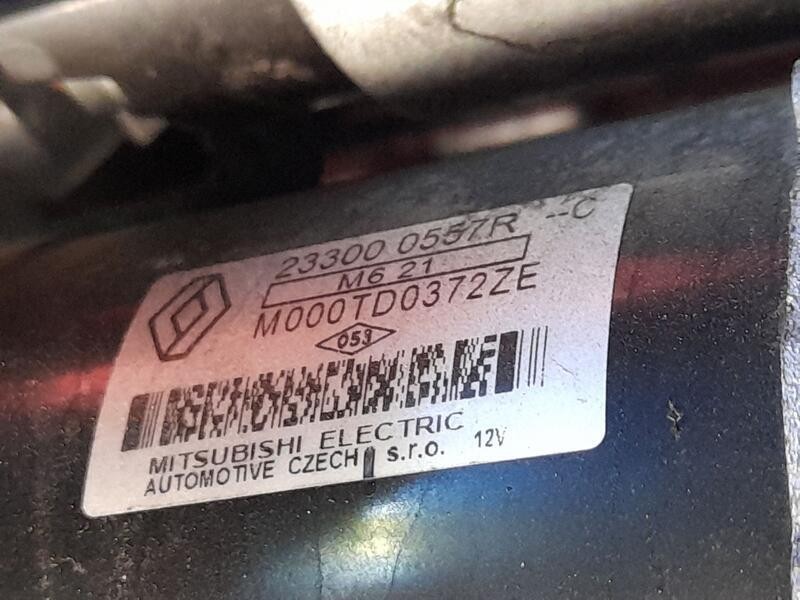 23300 0557R --C
M6 21
M000TD0372ZE
053
MITSUBISHI ELECTRIC
AUTOMOTIVE CZECH s.r.o. 12V